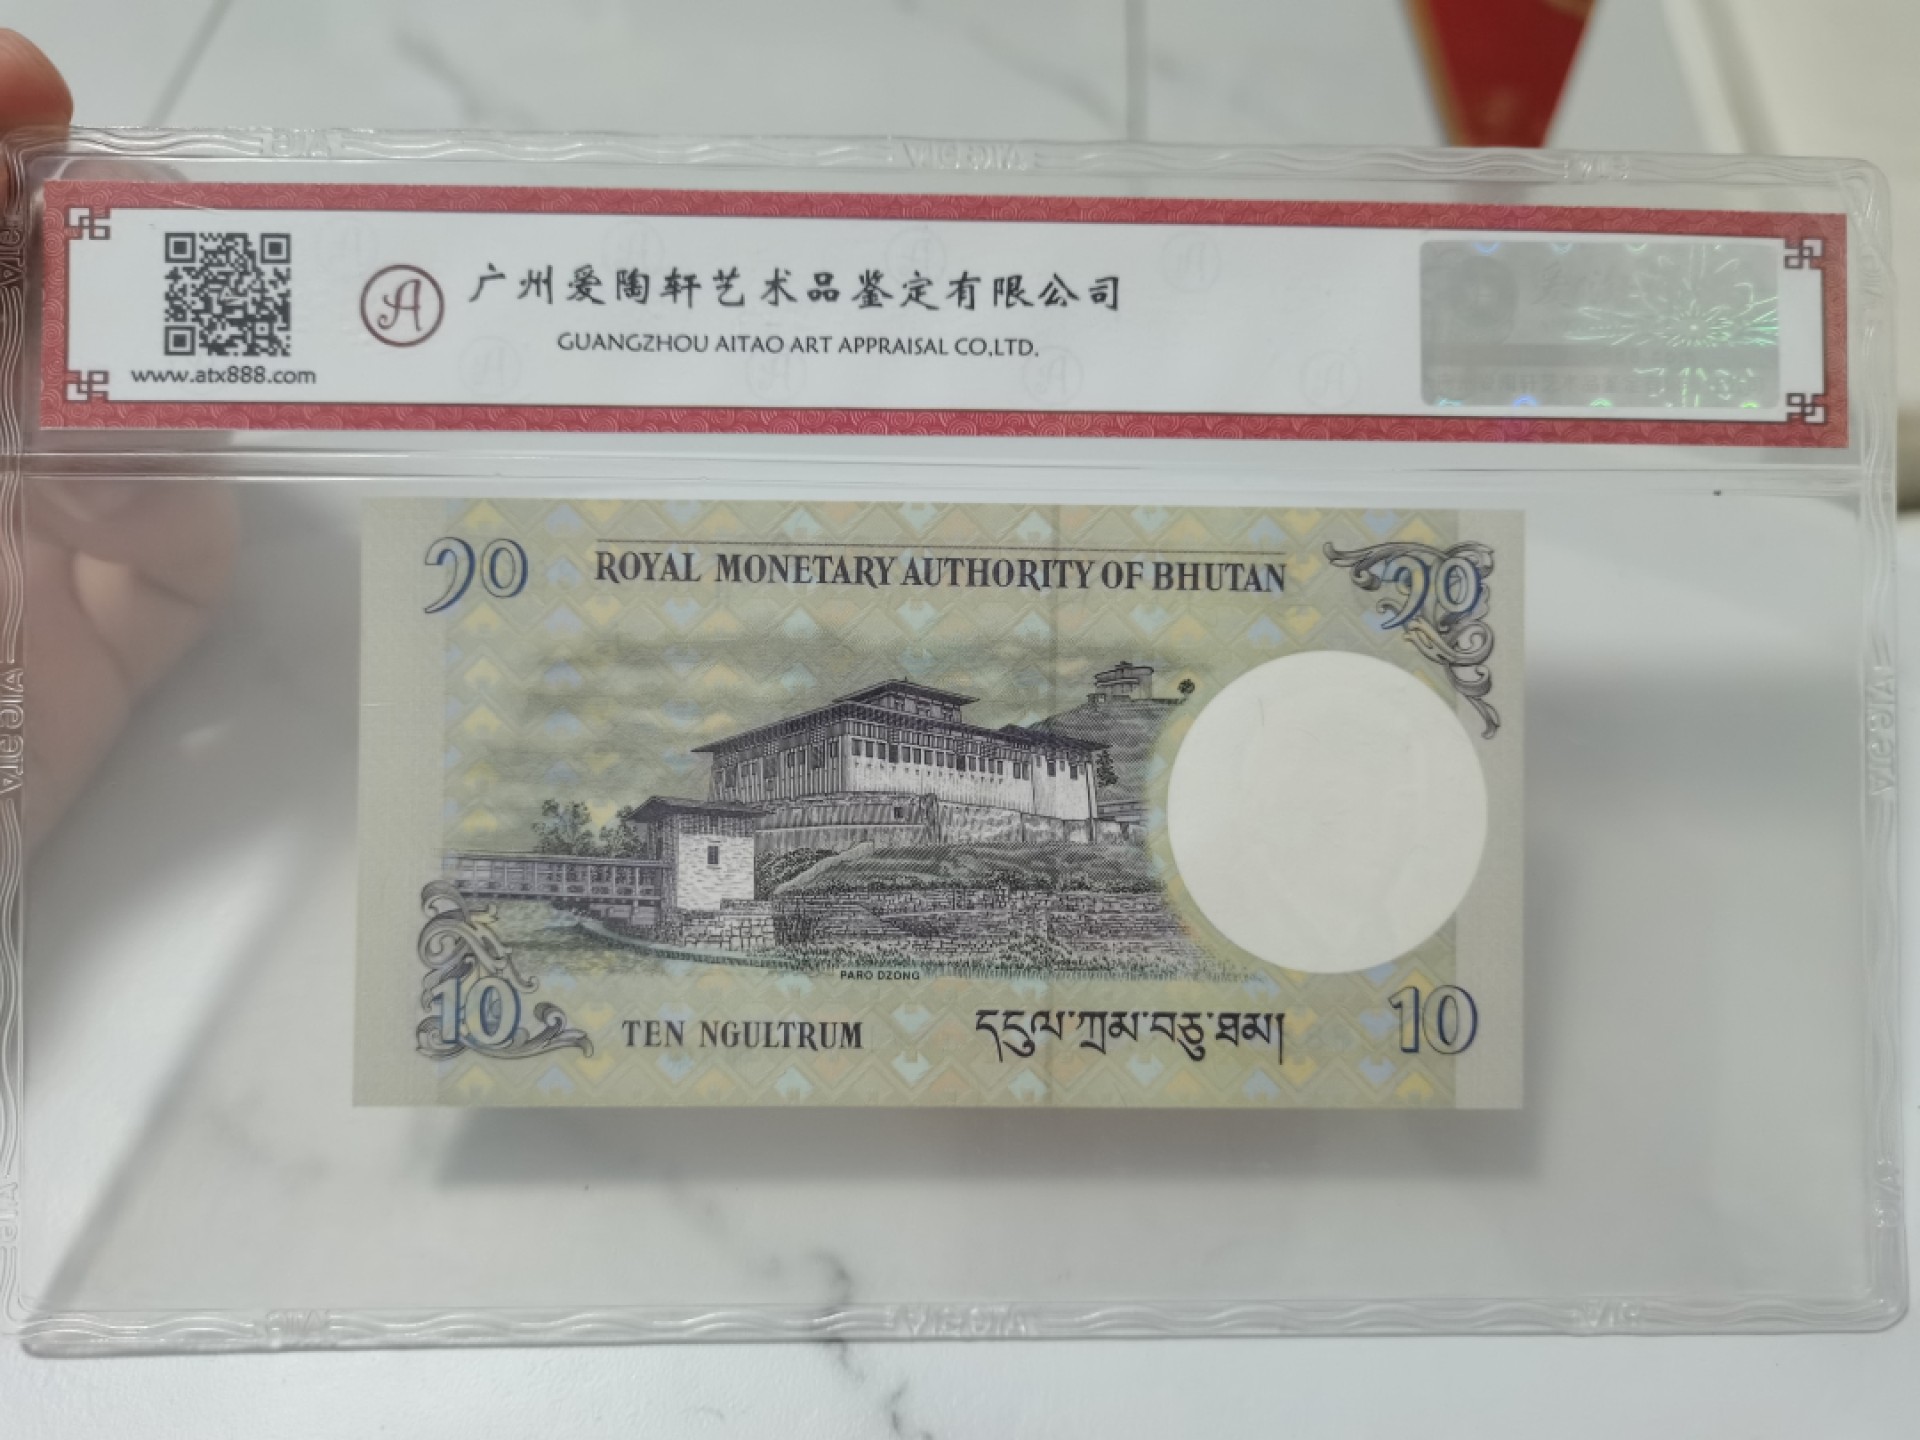 广州爱陶轩艺术品鉴定有限公司
GUANGZHOU AITAO ART APPRAISAL CO.,LTD.
www.atx888.com
༡༠
ROYAL MONETARY AUTHORITY OF BHUTAN
༡༠
PARO DZONG
10
TEN NGULTRUM
དངུལ་ཀྲམ་བཅུ་ཐམ།
10